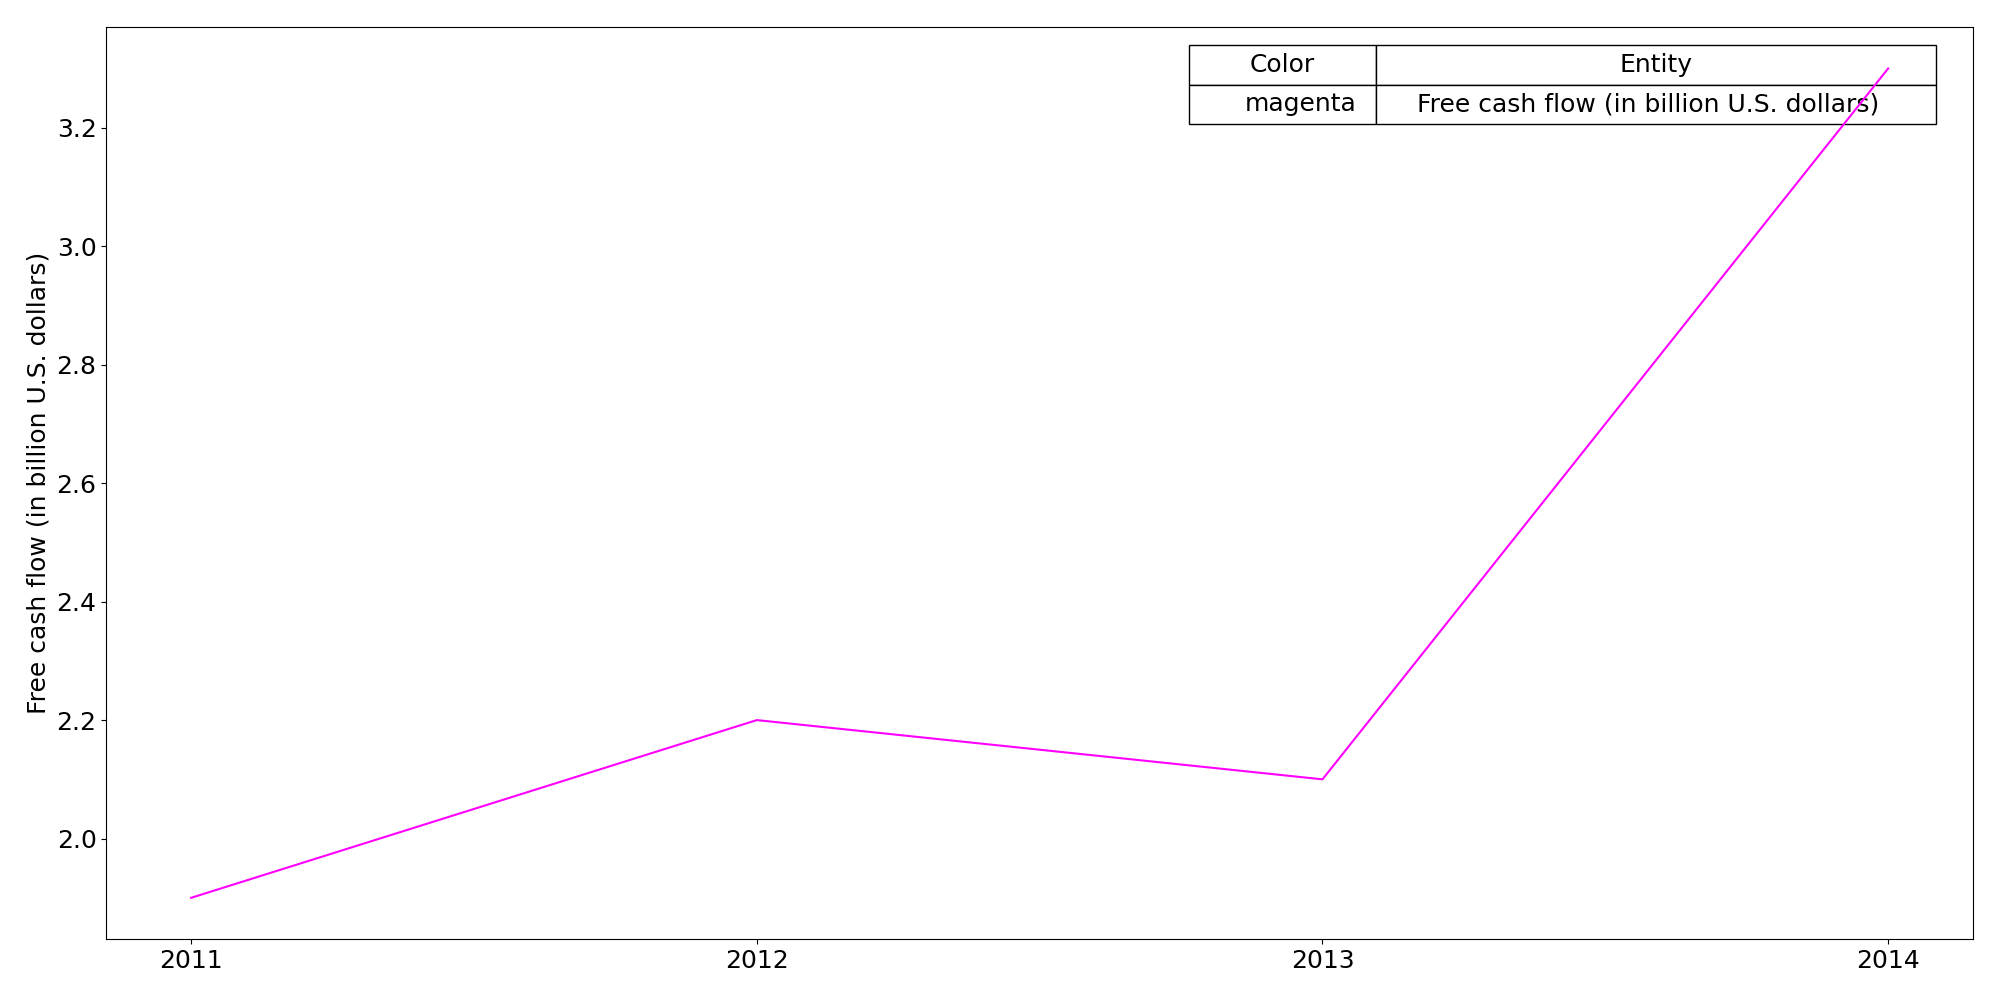 Color Entity
magenta Free cash flow (in billion U.S. dollars)
Free cash flow (in billion U.S. dollars)
3.2
3.0
2.8
2.6
2.4
2.2
2.0
2011 2012 2013 2014